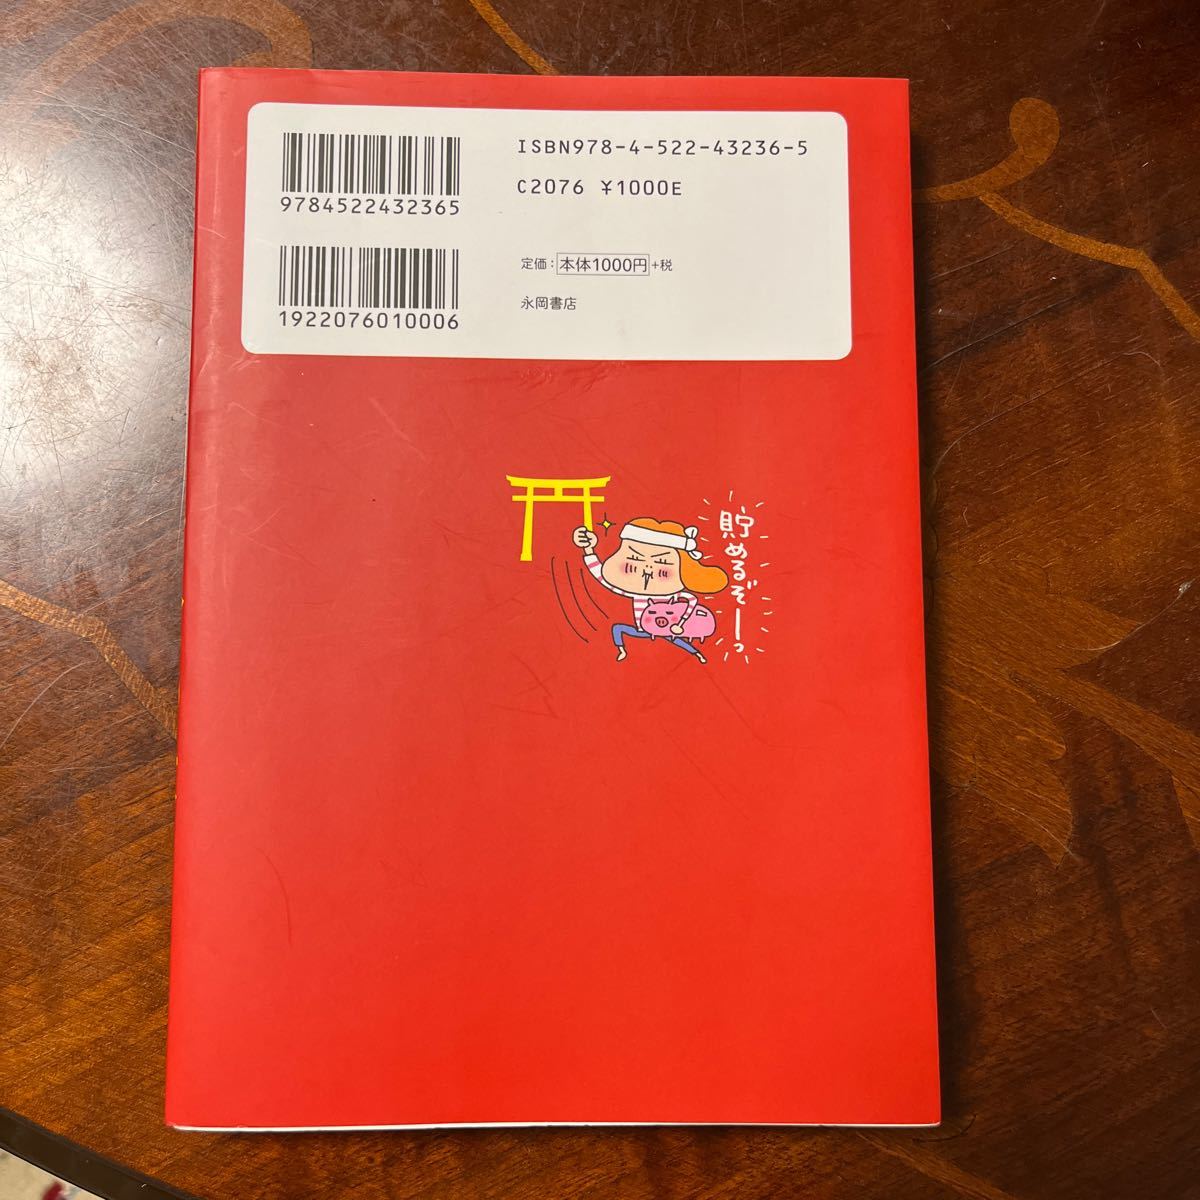 ISBN978-4-522-43236-5
C2076 ¥1000E
9784522432365
定価：本体1000円+税
永岡書店
1922076010006
貯めるぞーっ